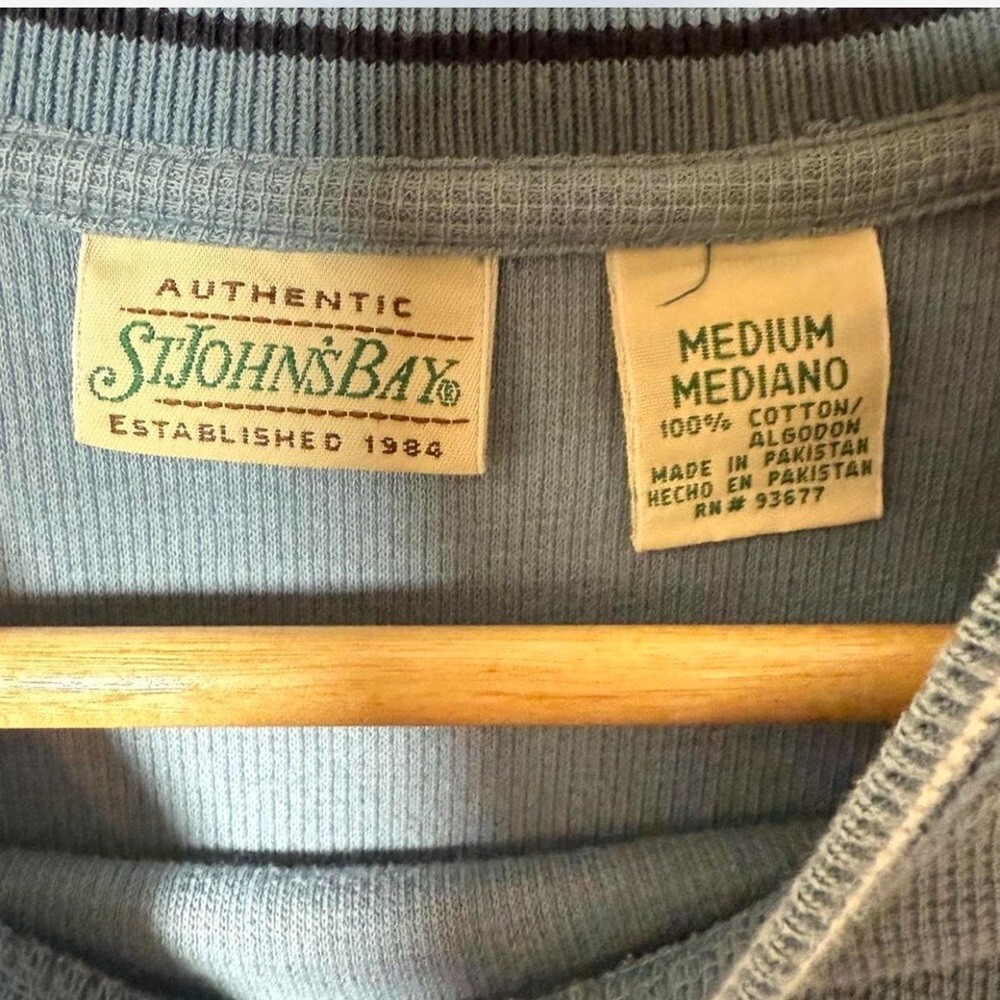 AUTHENTIC
ST. JOHN'S BAY®
ESTABLISHED 1984
MEDIUM
MEDIANO
100% COTTON/
ALGODON
MADE IN PAKISTAN
HECHO EN PAKISTAN
RN# 93677